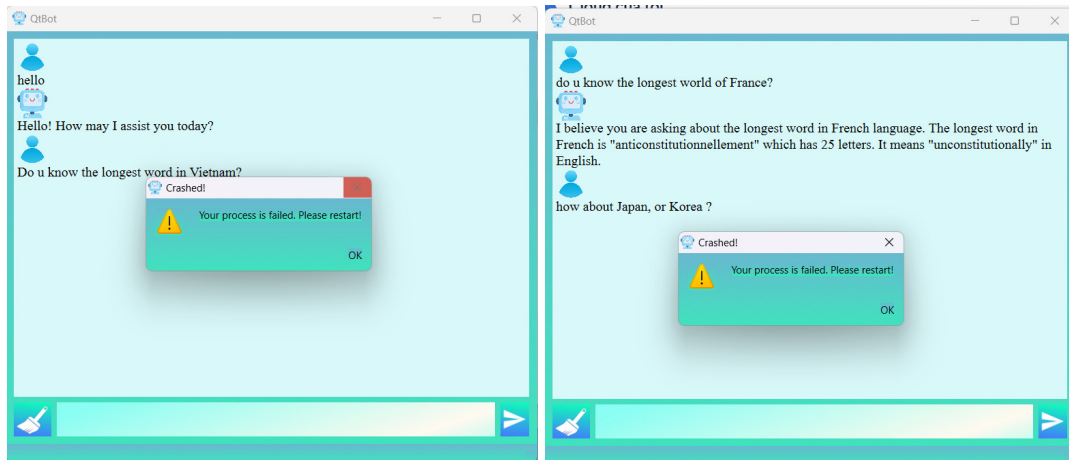 QtBot
hello
Hello! How may I assist you today?
Do u know the longest word in Vietnam?
Crashed!
Your process is failed. Please restart!
OK
QtBot
do u know the longest world of France?
I believe you are asking about the longest word in French language. The longest word in
French is "anticonstitutionnellement" which has 25 letters. It means "unconstitutionally" in
English.
how about Japan, or Korea ?
Crashed!
Your process is failed. Please restart!
OK